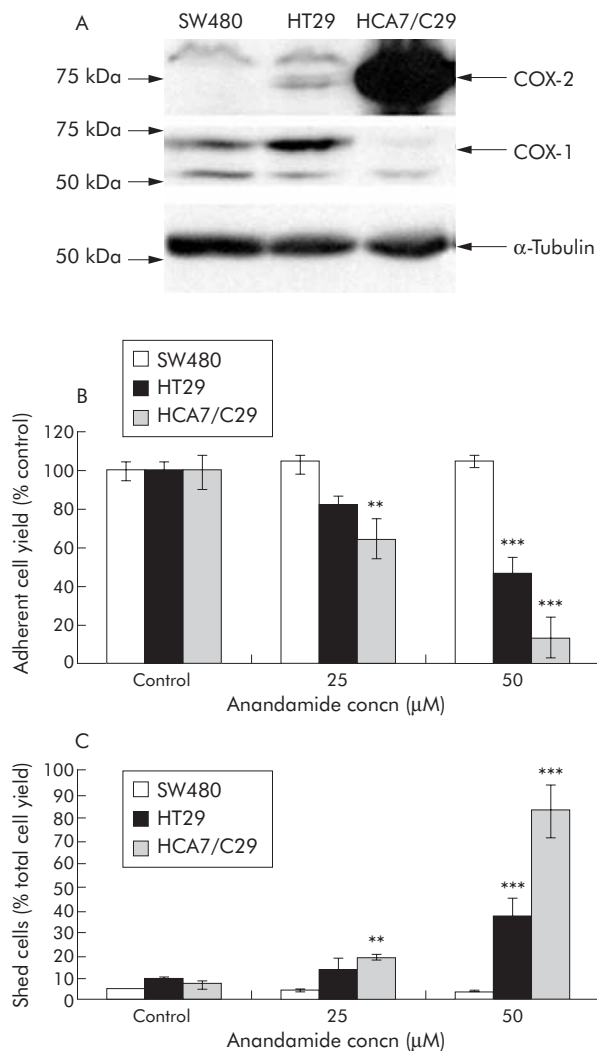 A
SW480 HT29 HCA7/C29
75 kDa COX-2
75 kDa
COX-1
50 kDa
α-Tubulin
50 kDa
SW480
HT29
HCA7/C29
B
Adherent cell yield (% control)
120
100
80
60
40
20
0
**
***
***
Control 25 50
Anandamide concn (μM)
C
SW480
HT29
HCA7/C29
Shed cells (% total cell yield)
100
90
80
70
60
50
40
30
20
10
0
**
***
***
Control 25 50
Anandamide concn (μM)